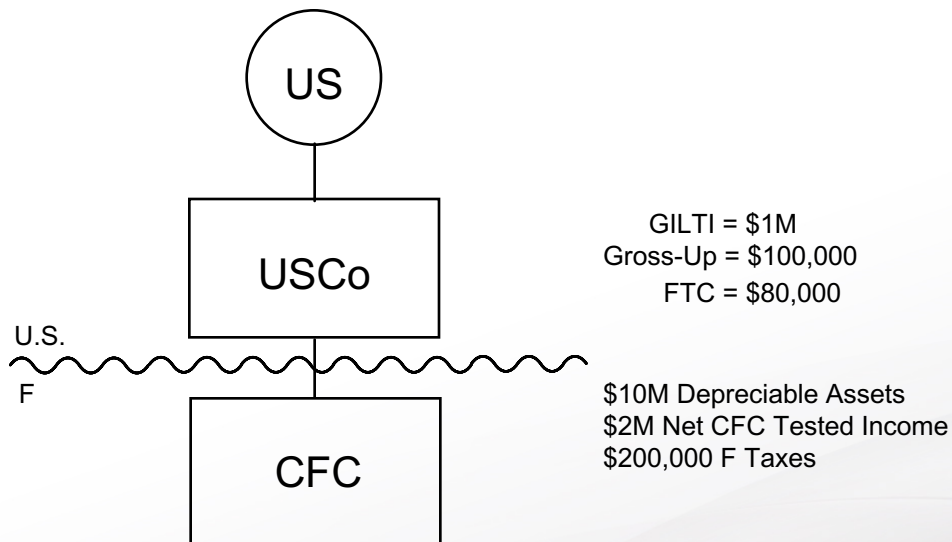 US
USCo
GILTI = $1M
Gross-Up = $100,000
FTC = $80,000
U.S.
F
$10M Depreciable Assets
$2M Net CFC Tested Income
$200,000 F Taxes
CFC